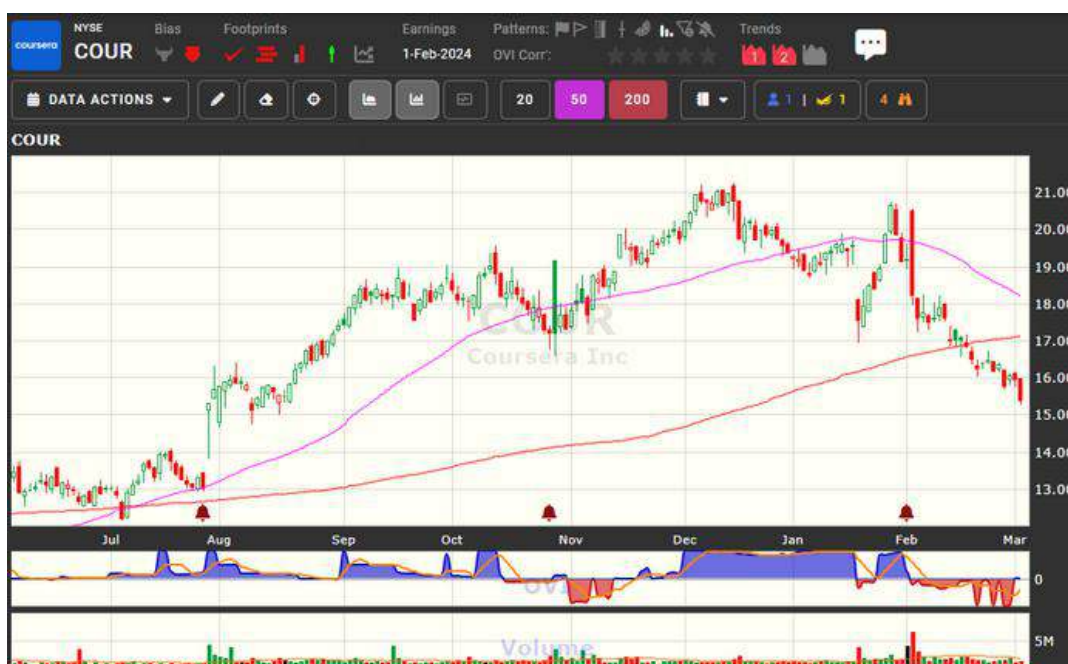 coursera
NYSE
COUR
Bias
Footprints
Earnings
1-Feb-2024
Patterns:
OVI Corr:
Trends
1 2
DATA ACTIONS
20 50 200
1 | 1
4
COUR
21.00
20.00
19.00
18.00
17.00
16.00
15.00
14.00
13.00
COUR
Coursera Inc
Jul Aug Sep Oct Nov Dec Jan Feb Mar
OVI
0
Volume
5M